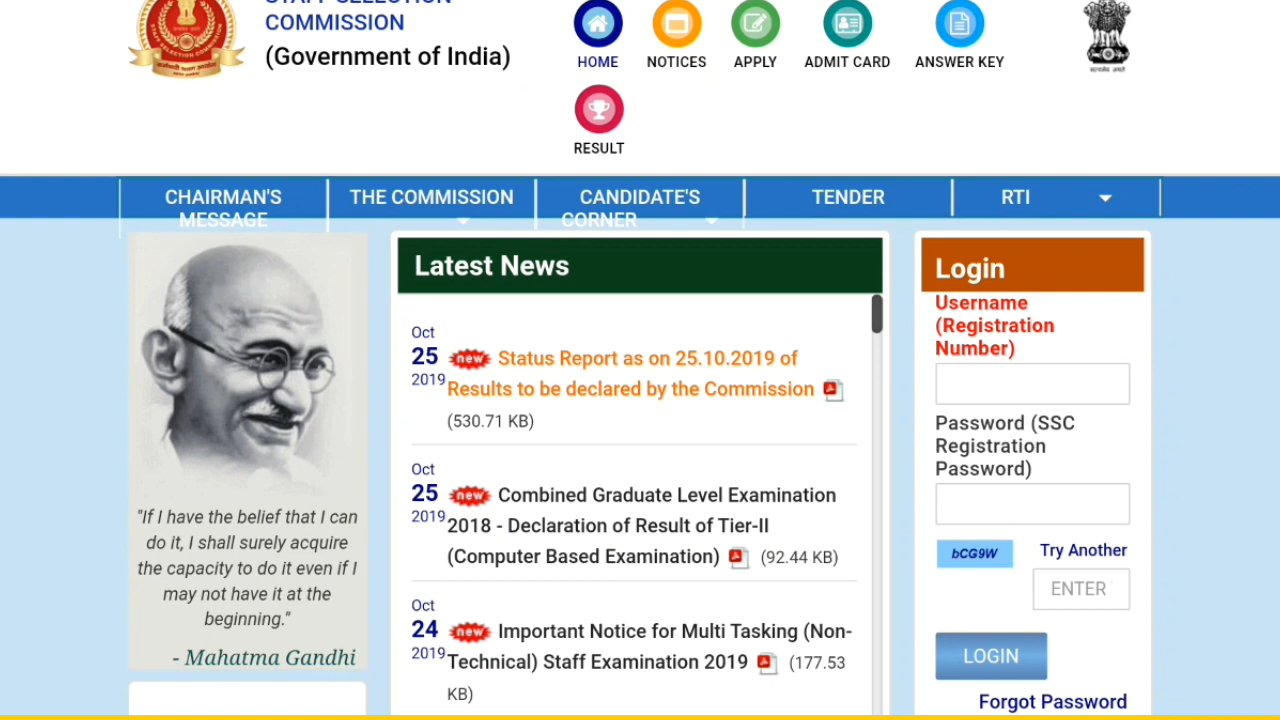 STAFF SELECTION
COMMISSION
(Government of India)
HOME
NOTICES
APPLY
ADMIT CARD
ANSWER KEY
RESULT
CHAIRMAN'S
MESSAGE
THE COMMISSION
CANDIDATE'S
CORNER
TENDER
RTI
"If I have the belief that I can
do it, I shall surely acquire
the capacity to do it even if I
may not have it at the
beginning."
- Mahatma Gandhi
Latest News
Oct
25
2019
new Status Report as on 25.10.2019 of
Results to be declared by the Commission
(530.71 KB)
Oct
25
2019
new Combined Graduate Level Examination
2018 - Declaration of Result of Tier-II
(Computer Based Examination) (92.44 KB)
Oct
24
2019
new Important Notice for Multi Tasking (Non-
Technical) Staff Examination 2019 (177.53
KB)
Login
Username
(Registration
Number)
Password (SSC
Registration
Password)
bCG9W
Try Another
ENTER
LOGIN
Forgot Password